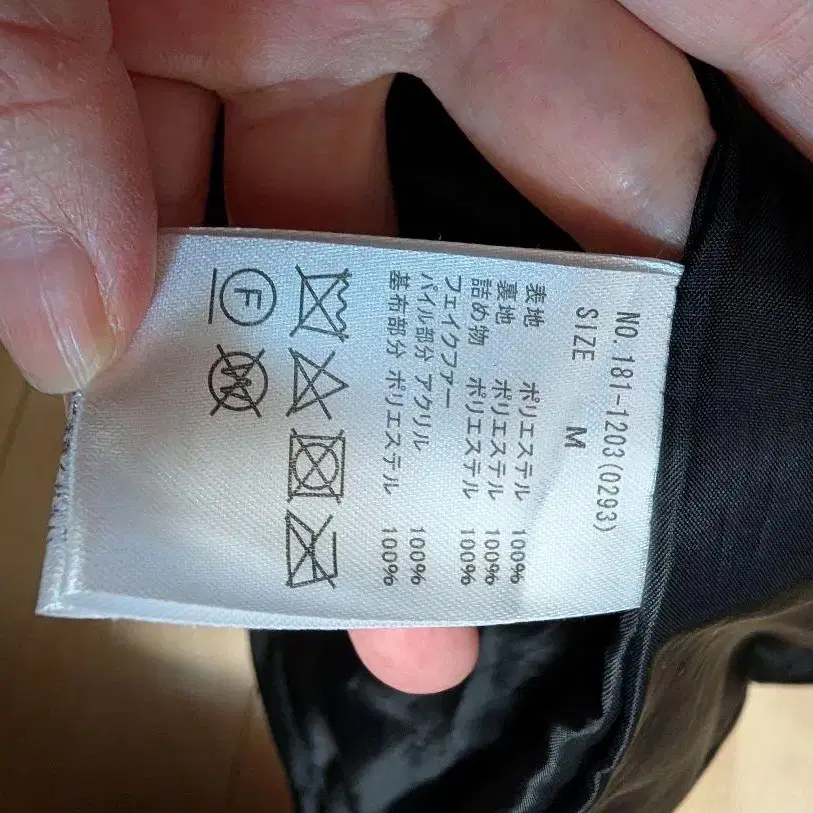 NO.181-1203(0293)
SIZE M
表地 ポリエステル 100%
裏地 ポリエステル 100%
詰め物 ポリエステル 100%
フェイクファー
パイル部分 アクリル 100%
基布部分 ポリエステル 100%
F
W